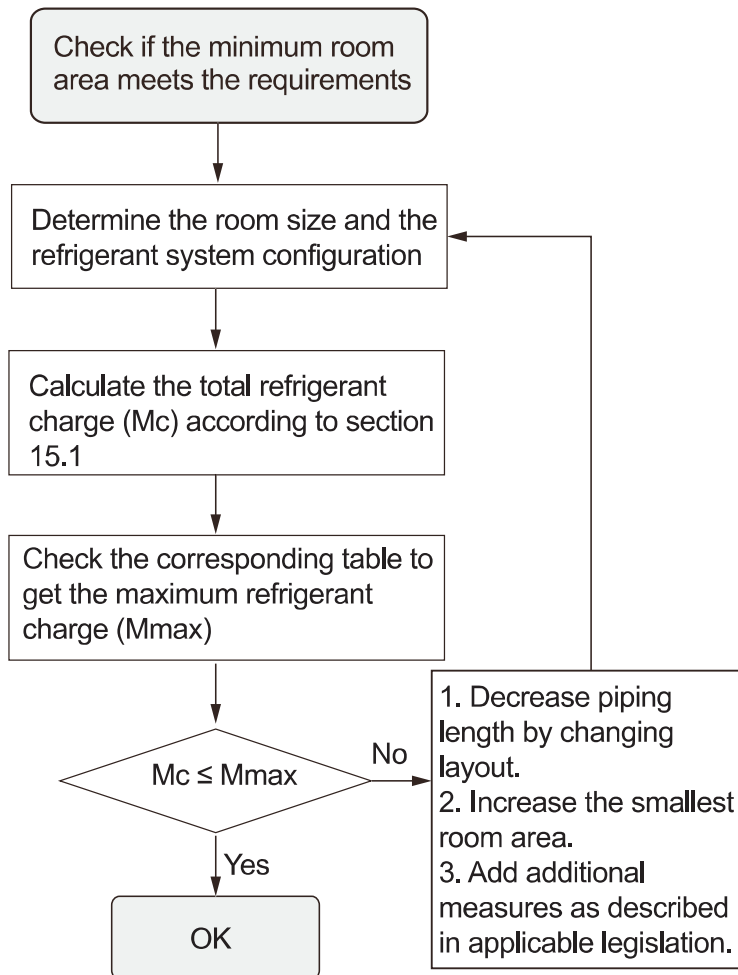 Check if the minimum room
area meets the requirements
Determine the room size and the
refrigerant system configuration
Calculate the total refrigerant
charge (Mc) according to section
15.1
Check the corresponding table to
get the maximum refrigerant
charge (Mmax)
Mc ≤ Mmax
No
1. Decrease piping
length by changing
layout.
2. Increase the smallest
room area.
3. Add additional
measures as described
in applicable legislation.
Yes
OK